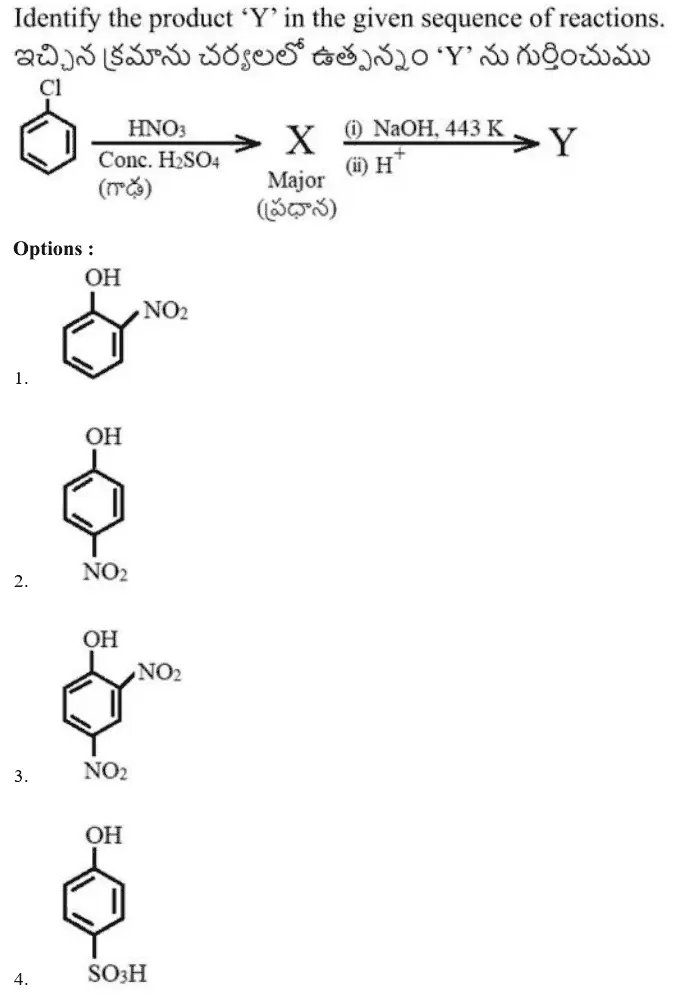 Identify the product ‘Y’ in the given sequence of reactions.
ఇచ్చిన క్రమాను చర్యలలో ఉత్పన్నం ‘Y’ ను గుర్తించుము
Cl
HNO₃
Conc. H₂SO₄
(గాఢ)
X
Major
(ప్రధాన)
(i) NaOH, 443 K
(ii) H⁺
Y
Options :
OH
NO₂
1.
OH
NO₂
2.
OH
NO₂
NO₂
3.
OH
SO₃H
4.